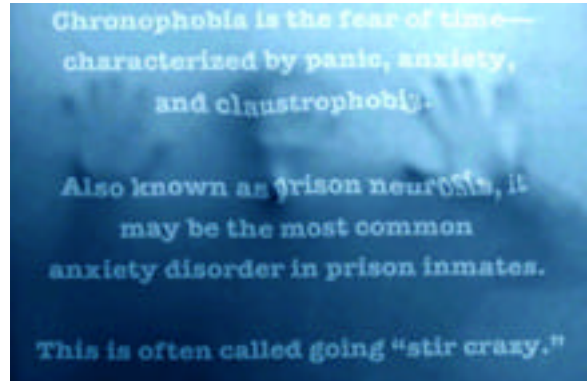 Chronophobia is the fear of time—
characterized by panic, anxiety,
and claustrophobia.
Also known as prison neurosis, it
may be the most common
anxiety disorder in prison inmates.
This is often called going “stir crazy.”